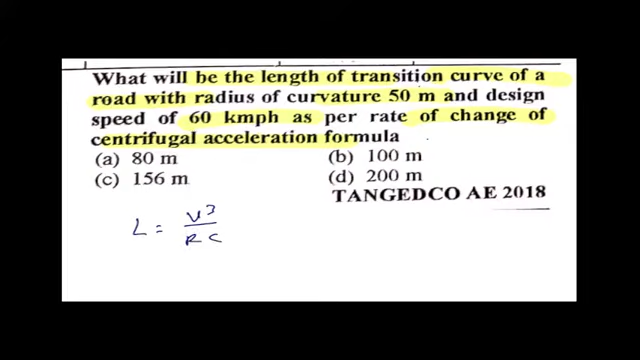 What will be the length of transition curve of a
road with radius of curvature 50 m and design
speed of 60 kmph as per rate of change of
centrifugal acceleration formula
(a) 80 m (b) 100 m
(c) 156 m (d) 200 m
TANGEDCO AE 2018
L = v³
RC